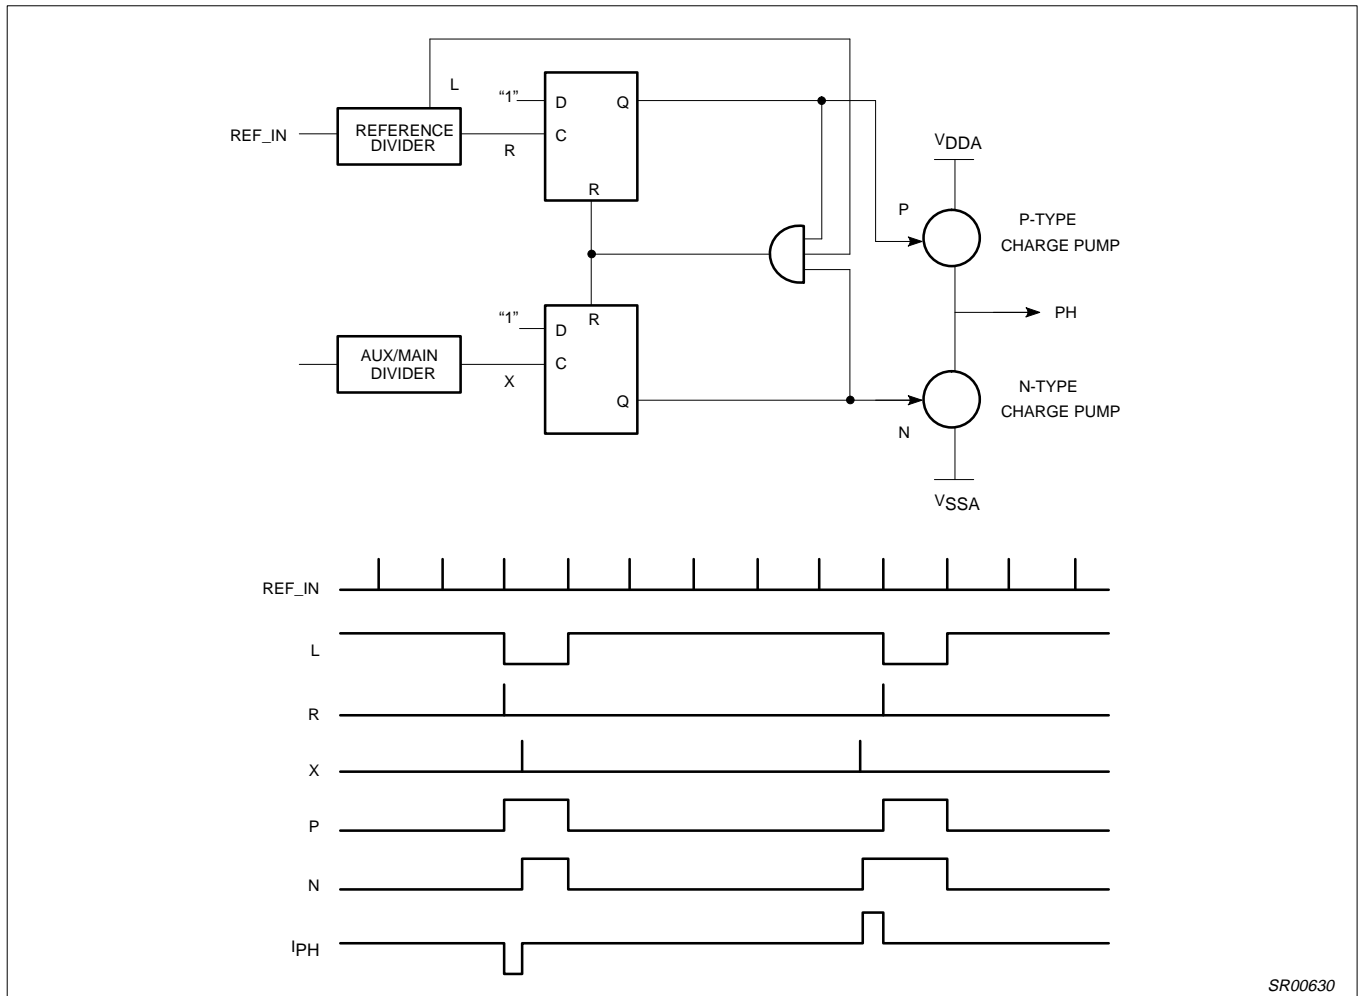 L
"1"
D
Q
REF_IN
REFERENCE
DIVIDER
R
C
R
VDDA
P
P-TYPE
CHARGE PUMP
PH
"1"
D
R
AUX/MAIN
DIVIDER
X
C
Q
N-TYPE
CHARGE PUMP
N
VSSA
REF_IN
L
R
X
P
N
IPH
SR00630